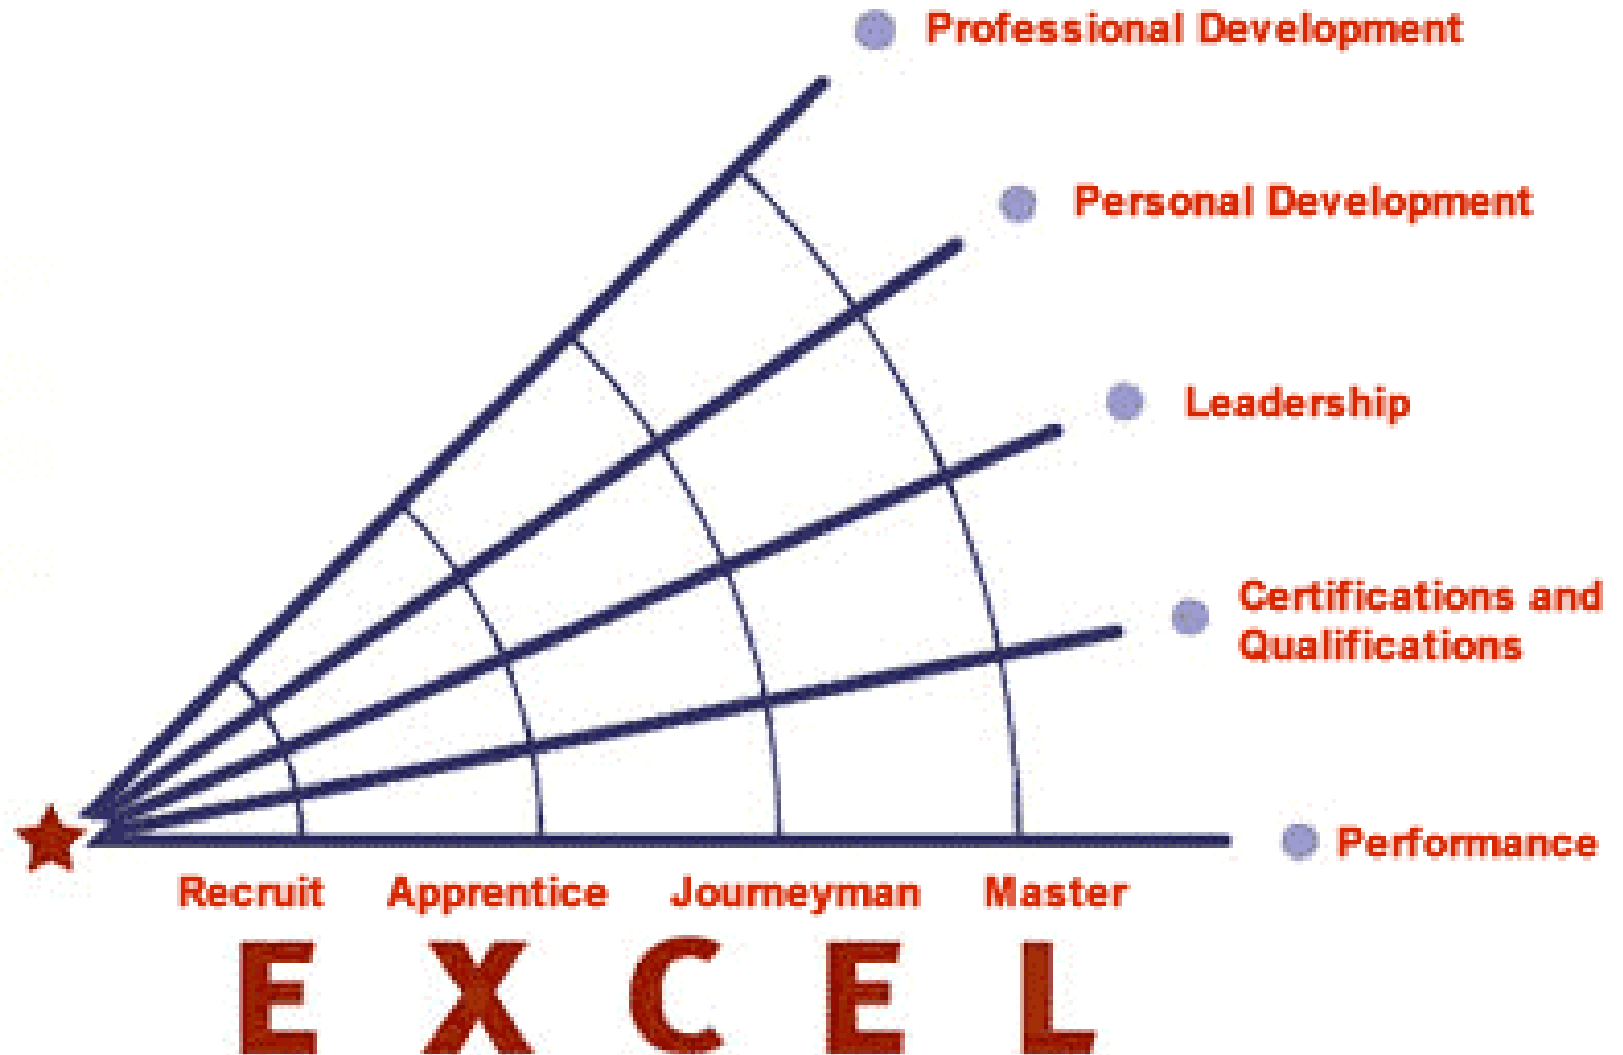 Professional Development
Personal Development
Leadership
Certifications and
Qualifications
Performance
Recruit Apprentice Journeyman Master
E X C E L